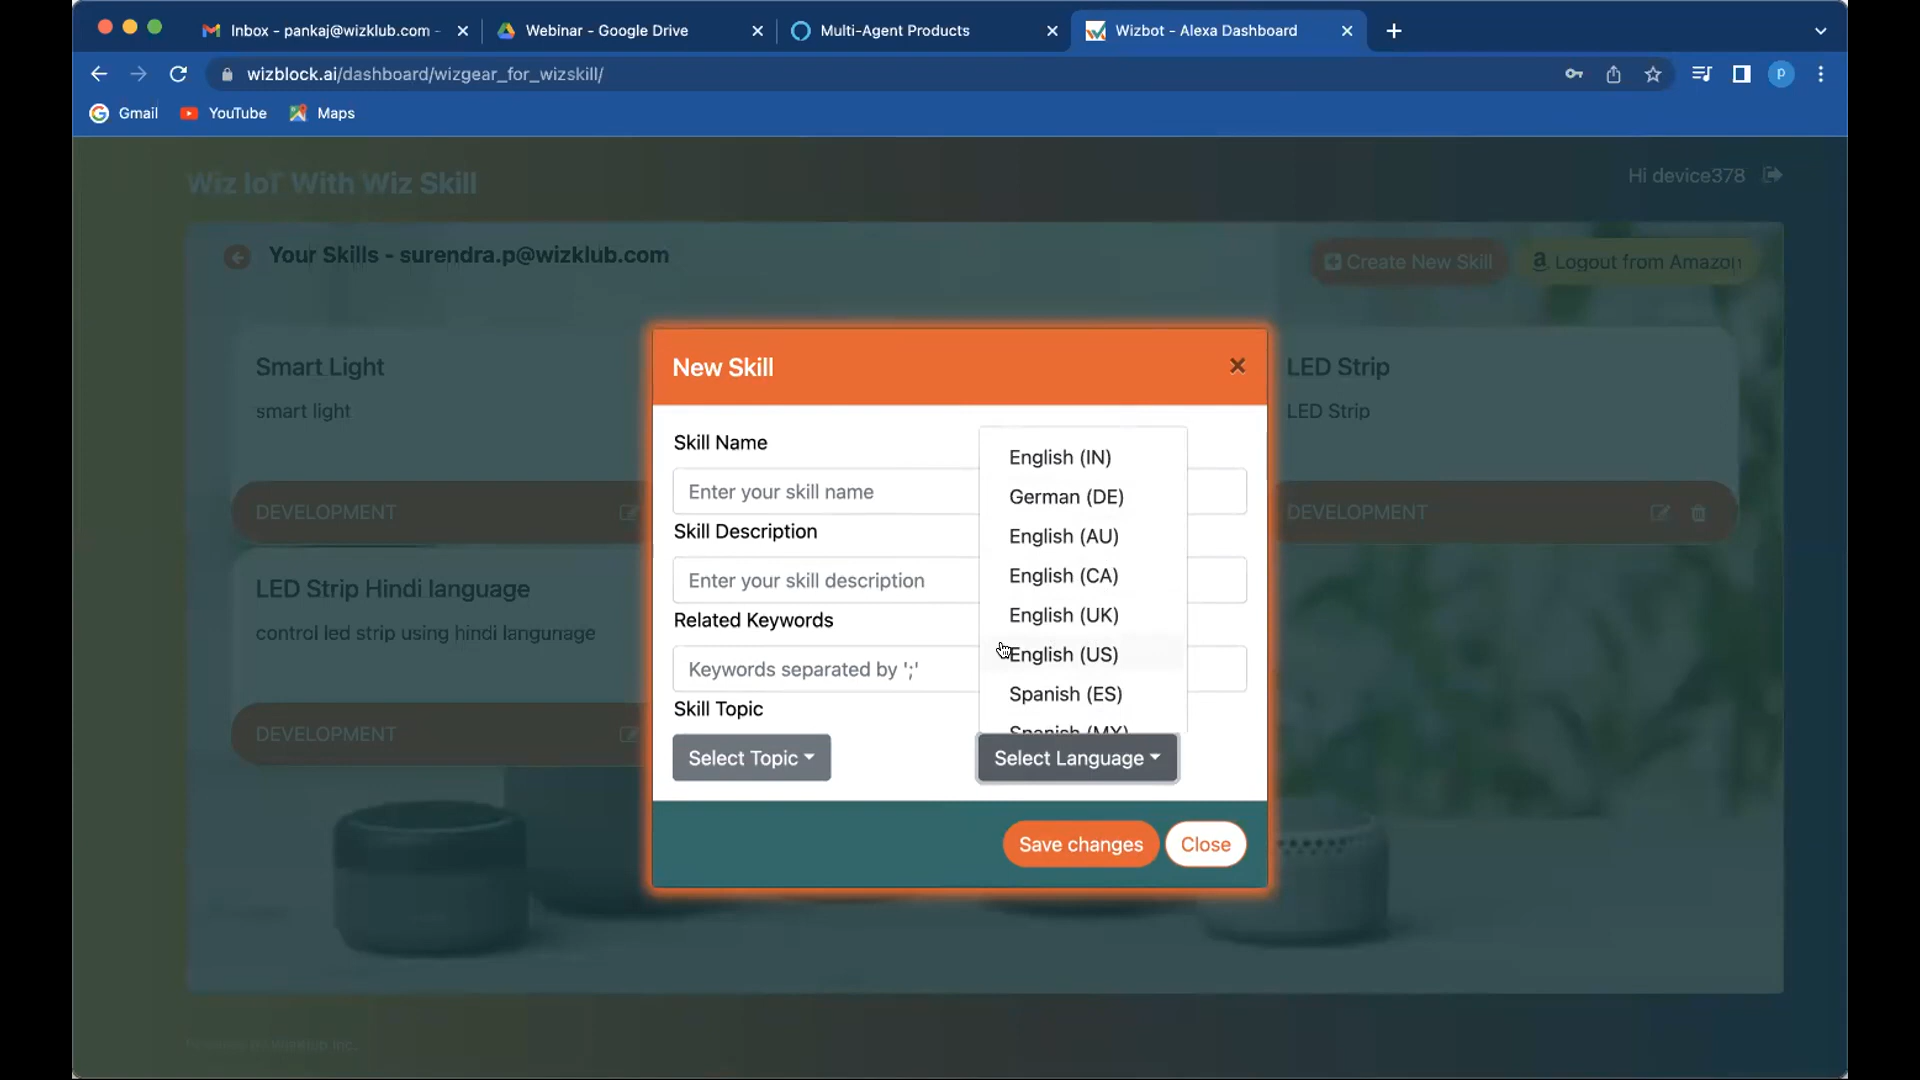 Inbox - pankaj@wizklub.com -
Webinar - Google Drive
Multi-Agent Products
Wizbot - Alexa Dashboard
wizblock.ai/dashboard/wizgear_for_wizskill/
P
Gmail
YouTube
Maps
Wiz IoT With Wiz Skill
Hi device378
Your Skills - surendra.p@wizklub.com
Create New Skill
Logout from Amazon
Smart Light
smart light
DEVELOPMENT
LED Strip
LED Strip
DEVELOPMENT
LED Strip Hindi language
control led strip using hindi langunage
DEVELOPMENT
New Skill
Skill Name
Enter your skill name
Skill Description
Enter your skill description
Related Keywords
Keywords separated by ';'
Skill Topic
Select Topic
English (IN)
German (DE)
English (AU)
English (CA)
English (UK)
English (US)
Spanish (ES)
Spanish (MX)
Select Language
Save changes
Close